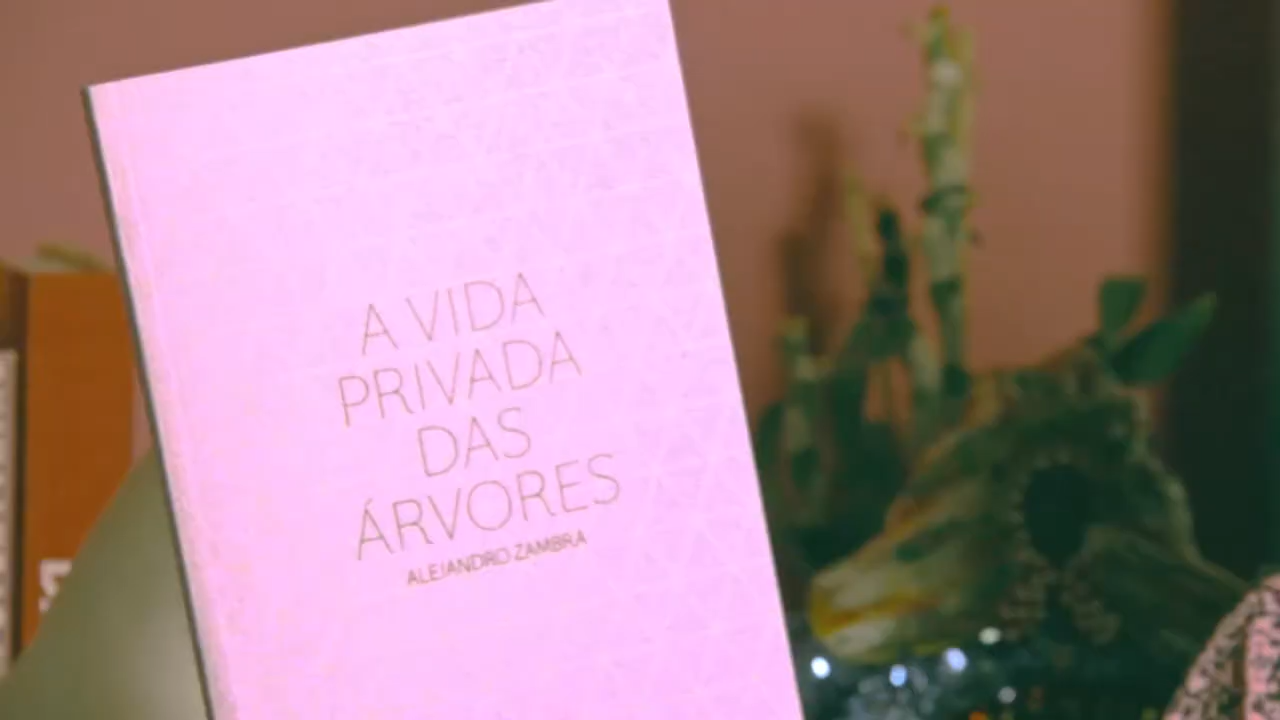 A VIDA
PRIVADA
DAS
ÁRVORES
ALEJANDRO ZAMBRA